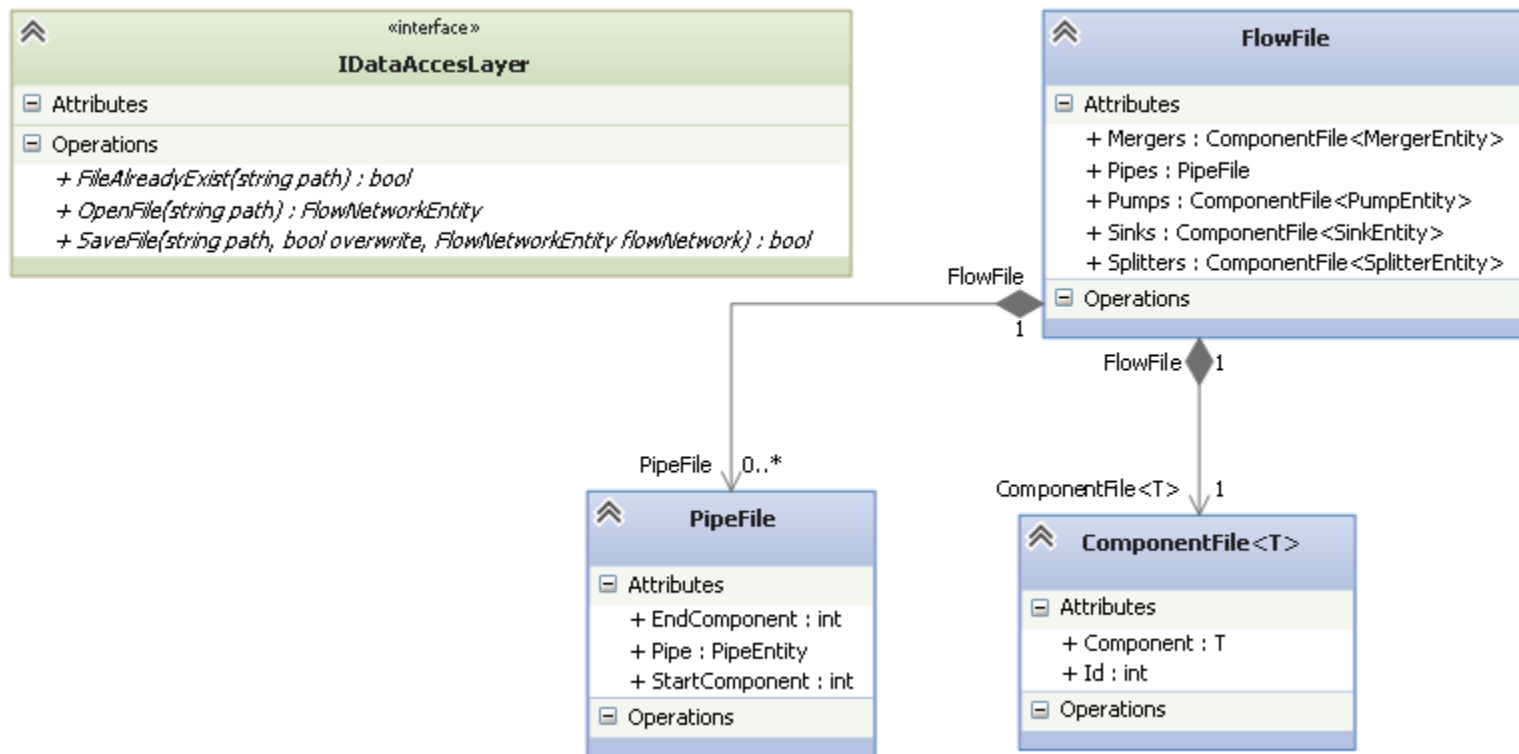 «interface»
IDataAccesLayer
Attributes
Operations
+ FileAlreadyExist(string path) : bool
+ OpenFile(string path) : FlowNetworkEntity
+ SaveFile(string path, bool overwrite, FlowNetworkEntity flowNetwork) : bool
FlowFile
Attributes
+ Mergers : ComponentFile<MergerEntity>
+ Pipes : PipeFile
+ Pumps : ComponentFile<PumpEntity>
+ Sinks : ComponentFile<SinkEntity>
+ Splitters : ComponentFile<SplitterEntity>
Operations
FlowFile
1
FlowFile
1
PipeFile
0..*
ComponentFile<T>
1
PipeFile
Attributes
+ EndComponent : int
+ Pipe : PipeEntity
+ StartComponent : int
Operations
ComponentFile<T>
Attributes
+ Component : T
+ Id : int
Operations